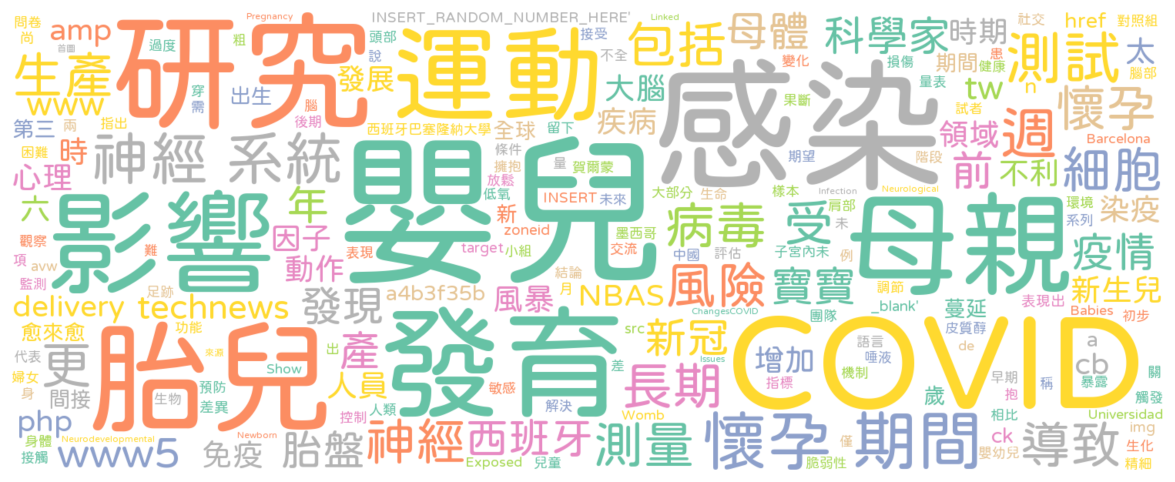 問卷
Pregnancy
INSERT_RANDOM_NUMBER_HERE'
Linked
尚
amp
粗
頭部
接受
母體
科學家
時期
社交
href
對照組
首圖
過度
說
不全
包括
變化
損傷
患
健康
測試
太
腿部
生產
研究
運動
發展
大腦
期間
量表
www
穿
需
出生
腦
感染
果斷
tw
n
試者
懷孕
第三
兩
指出
後期
西班牙巴塞隆納大學
全球
留下
疾病
領域
週
Barcelona
困難
時
神經 系統
條件
擁抱
量
賀爾蒙
期望
階段
前
不利
細胞
心理
嬰兒
放鬆
低氧
INSERT
未來
大部分
生命
樣本
Infection
Neurological
環境
六
影響
年
新
zoneid
墨西哥
病毒
受
肩部
未
母親
系列
染疫
觀察
項
難
因子
表現
target
小組
交流
中國
評估
子宮內未
例
疫情
監測
avw
足跡
動作
結論
月
風險
寶寶
調節
delivery technews
發現
a4b3f35b
風暴
NBAS
_blank'
表現出
新生兒
愈來愈
功能
發育
ChangesCOVID
團隊
蔓延
Babies
初步
代表
更
胎兒
來源
出
產
src
新冠
COVID
皮質醇
de
a
婦女
身
Show
人員
差
Issues
增加
語言
唾液
cb
關
間接
生物
預防
差異
敏感
長期
指標
機制
歲
早期
抱
稱
暴露
觸發
php
控制
人類
解決
Womb
相比
Universidad
身體
Neurodevelopmental
Newborn
神經
西班牙
測量
懷孕 期間
僅
ck
導致
img
生化
接觸
www5
免疫
胎盤
Exposed
兒童
脆弱性
嬰幼兒
精細